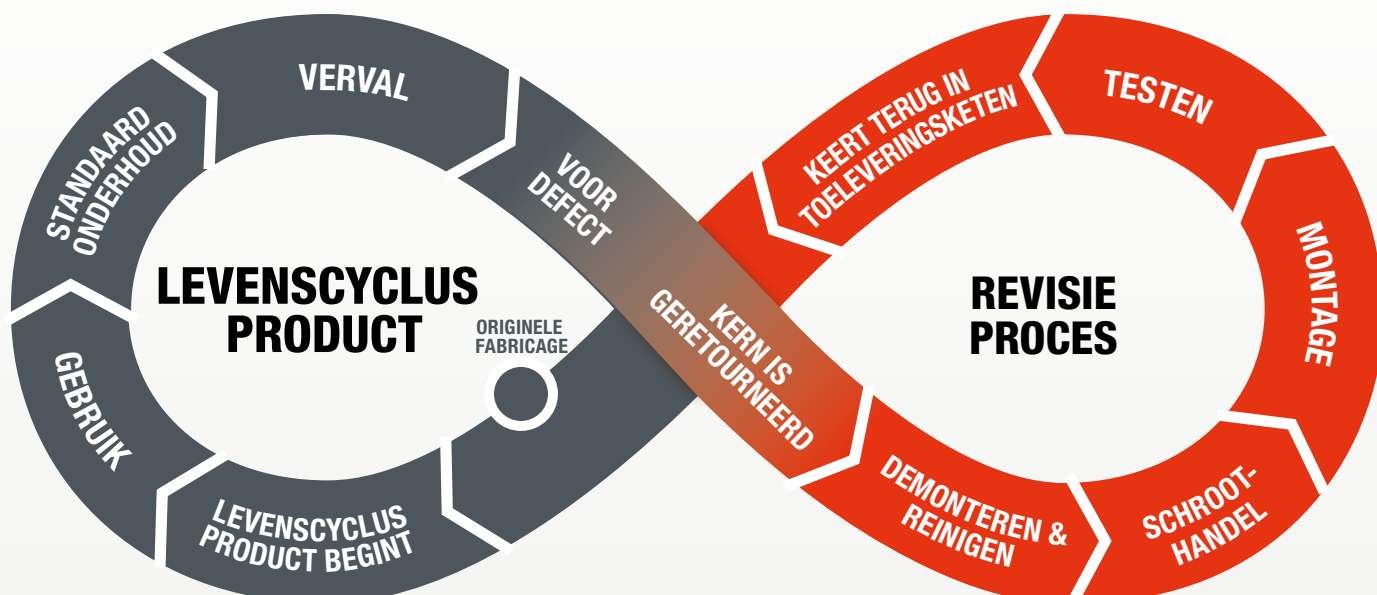 LEVENSCYCLUS
PRODUCT
ORIGINELE
FABRICAGE
LEVENSCYCLUS
PRODUCT BEGINT
GEBRUIK
STANDAARD
ONDERHOUD
VERVAL
VOOR
DEFECT
KERN IS
GERETOURNEERD
REVISIE
PROCES
DEMONTEREN &
REINIGEN
SCHROOT-
HANDEL
MONTAGE
TESTEN
KEERT TERUG IN
TOELEVERINGSKETEN